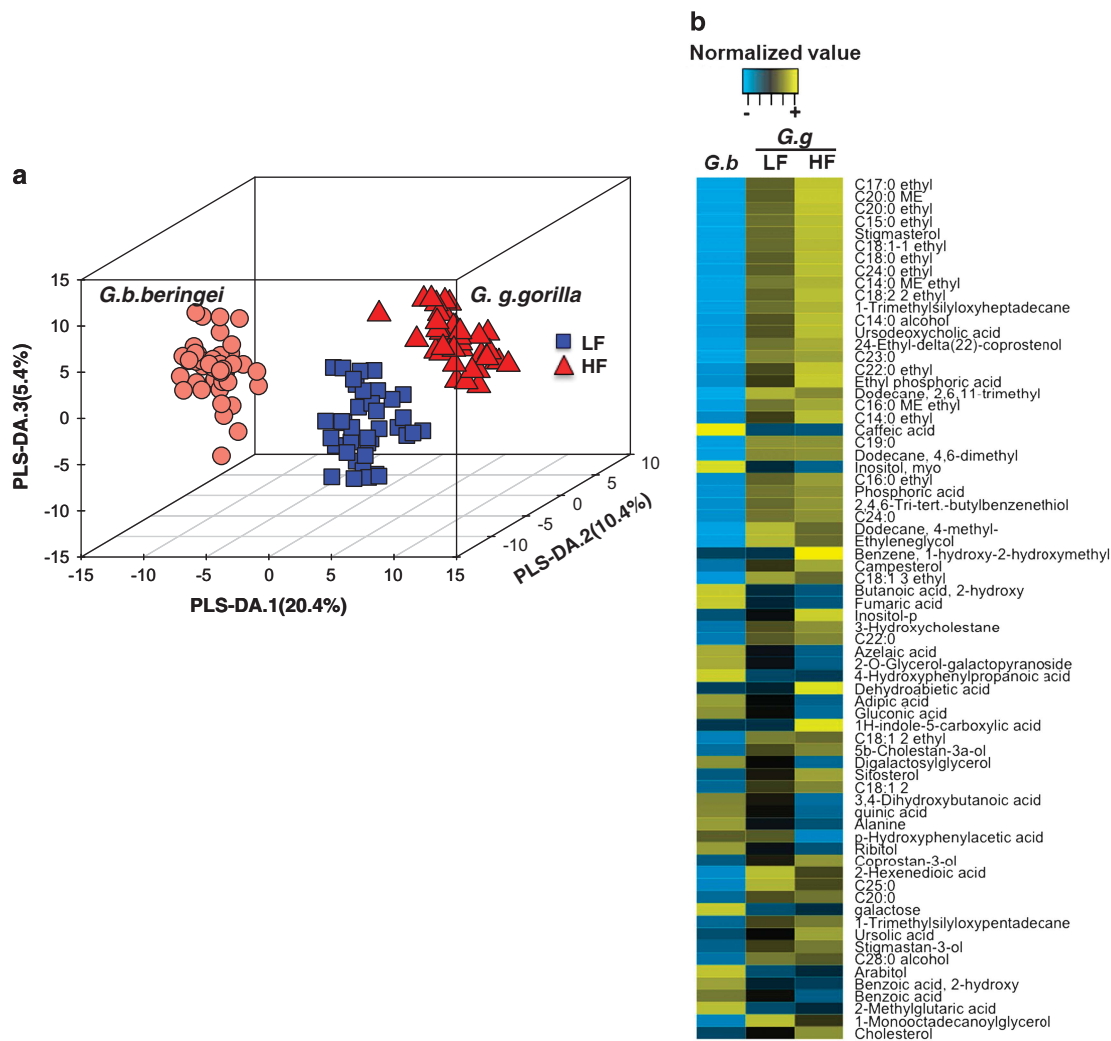 a
G.b.beringei
G. g.gorilla
LF
HF
PLS-DA.3(5.4%)
15
10
5
0
-5
-10
-15
-15
-5
0
5
10
15
PLS-DA.1(20.4%)
-10
-5
0
5
10
PLS-DA.2(10.4%)
b
Normalized value
- +
G.g
G.b LF HF
C17:0 ethyl
C20:0 ME
C20:0 ethyl
C15:0 ethyl
Stigmasterol
C18:1-1 ethyl
C18:0 ethyl
C24:0 ethyl
C14:0 ME ethyl
C18:2 2 ethyl
1-Trimethylsilyloxyheptadecane
C14:0 alcohol
Ursodeoxycholic acid
24-Ethyl-delta(22)-coprostenol
C23:0
C22:0 ethyl
Ethyl phosphoric acid
Dodecane, 2,6,11-trimethyl
C16:0 ME ethyl
C14:0 ethyl
Caffeic acid
C19:0
Dodecane, 4,6-dimethyl
Inositol, myo
C16:0 ethyl
Phosphoric acid
2,4,6-Tri-tert.-butylbenzenethiol
C24:0
Dodecane, 4-methyl-
Ethyleneglycol
Benzene, 1-hydroxy-2-hydroxymethyl
Campesterol
C18:1 3 ethyl
Butanoic acid, 2-hydroxy
Fumaric acid
Inositol-p
3-Hydroxycholestane
C22:0
Azelaic acid
2-O-Glycerol-galactopyranoside
4-Hydroxyphenylpropanoic acid
Dehydroabietic acid
Adipic acid
Gluconic acid
1H-indole-5-carboxylic acid
C18:1 2 ethyl
5b-Cholestan-3a-ol
Digalactosylglycerol
Sitosterol
C18:1 2
3,4-Dihydroxybutanoic acid
quinic acid
Alanine
p-Hydroxyphenylacetic acid
Ribitol
Coprostan-3-ol
2-Hexenedioic acid
C25:0
C20:0
galactose
1-Trimethylsilyloxypentadecane
Ursolic acid
Stigmastan-3-ol
C28:0 alcohol
Arabitol
Benzoic acid, 2-hydroxy
Benzoic acid
2-Methylglutaric acid
1-Monooctadecanoylglycerol
Cholesterol